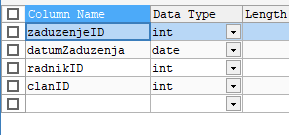 Column Name Data Type Length
zaduzenjeID int
datumZaduzenja date
radnikID int
clanID int